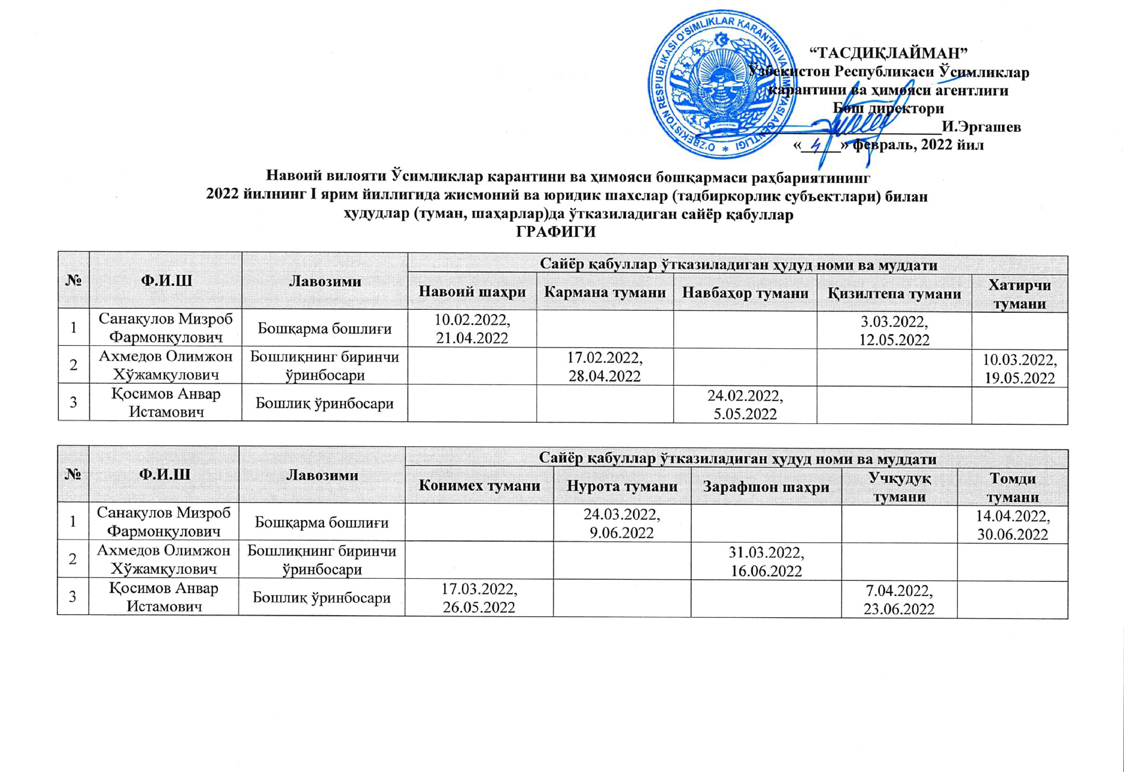 O'ZBEKISTON RESPUBLIKASI O'SIMLIKLAR KARANTINI VA HIMOYASI AGENTLIGI
“ТАСДИҚЛАЙМАН”
Ўзбекистон Республикаси Ўсимликлар
карантини ва ҳимояси агентлиги
Бош директори
И.Эргашев
«__4__» февраль, 2022 йил
Навоий вилояти Ўсимликлар карантини ва ҳимояси бошқармаси раҳбариятининг
2022 йилнинг I ярим йиллигида жисмоний ва юридик шахслар (тадбиркорлик субъектлари) билан
ҳудудлар (туман, шаҳарлар)да ўтказиладиган сайёр қабуллар
ГРАФИГИ
№ Ф.И.Ш Лавозими Сайёр қабуллар ўтказиладиган ҳудуд номи ва муддати
Навоий шаҳри Кармана тумани Навбаҳор тумани Қизилтепа тумани Хатирчи
тумани
1 Санақулов Мизроб Бошқарма бошлиғи 10.02.2022, 3.03.2022,
Фармонқулович 21.04.2022 12.05.2022
2 Ахмедов Олимжон Бошлиқнинг биринчи 17.02.2022, 10.03.2022,
Хўжамқулович ўринбосари 28.04.2022 19.05.2022
3 Қосимов Анвар Бошлиқ ўринбосари 24.02.2022,
Истамович 5.05.2022
№ Ф.И.Ш Лавозими Сайёр қабуллар ўтказиладиган ҳудуд номи ва муддати
Конимех тумани Нурота тумани Зарафшон шаҳри Учқудуқ Томди
тумани тумани
1 Санақулов Мизроб Бошқарма бошлиғи 24.03.2022, 14.04.2022,
Фармонқулович 9.06.2022 30.06.2022
2 Ахмедов Олимжон Бошлиқнинг биринчи 31.03.2022,
Хўжамқулович ўринбосари 16.06.2022
3 Қосимов Анвар Бошлиқ ўринбосари 17.03.2022, 7.04.2022,
Истамович 26.05.2022 23.06.2022